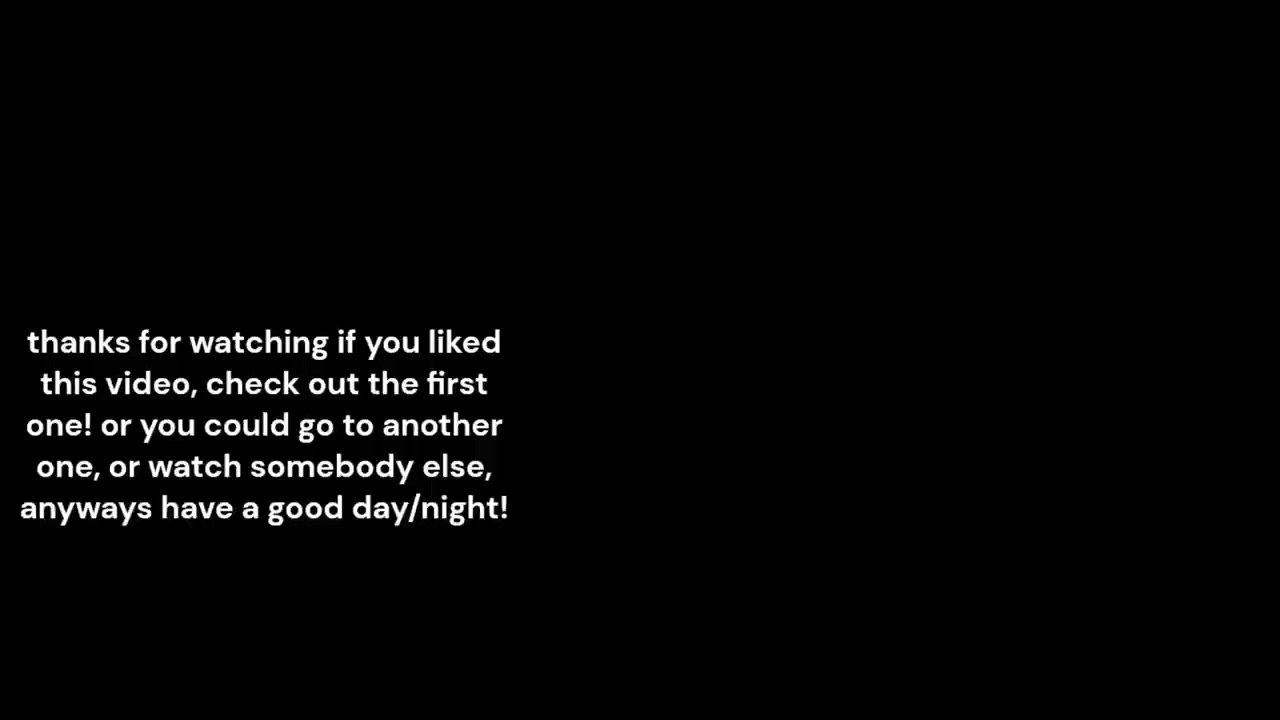 thanks for watching if you liked
this video, check out the first
one! or you could go to another
one, or watch somebody else,
anyways have a good day/night!